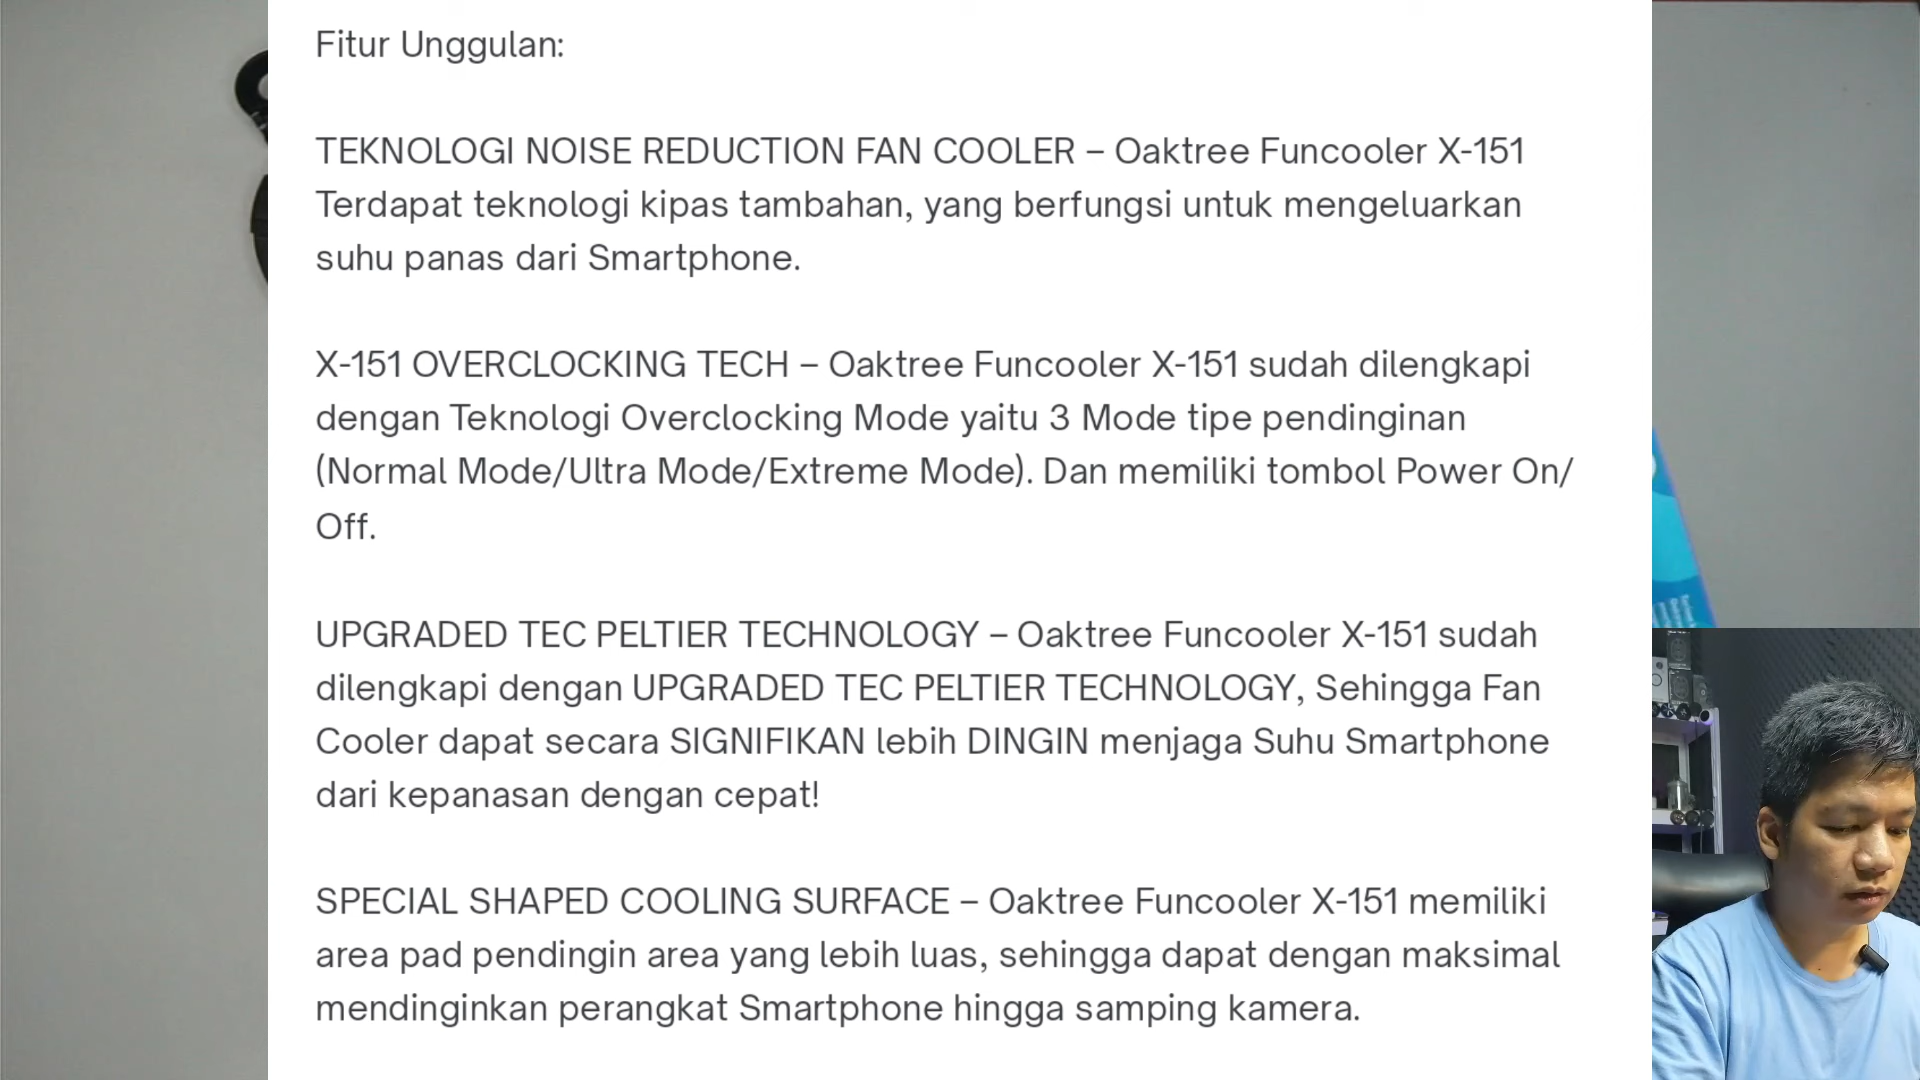 Fitur Unggulan:
TEKNOLOGI NOISE REDUCTION FAN COOLER – Oaktree Funcooler X-151
Terdapat teknologi kipas tambahan, yang berfungsi untuk mengeluarkan
suhu panas dari Smartphone.
X-151 OVERCLOCKING TECH – Oaktree Funcooler X-151 sudah dilengkapi
dengan Teknologi Overclocking Mode yaitu 3 Mode tipe pendinginan
(Normal Mode/Ultra Mode/Extreme Mode). Dan memiliki tombol Power On/
Off.
UPGRADED TEC PELTIER TECHNOLOGY – Oaktree Funcooler X-151 sudah
dilengkapi dengan UPGRADED TEC PELTIER TECHNOLOGY, Sehingga Fan
Cooler dapat secara SIGNIFIKAN lebih DINGIN menjaga Suhu Smartphone
dari kepanasan dengan cepat!
SPECIAL SHAPED COOLING SURFACE – Oaktree Funcooler X-151 memiliki
area pad pendingin area yang lebih luas, sehingga dapat dengan maksimal
mendinginkan perangkat Smartphone hingga samping kamera.